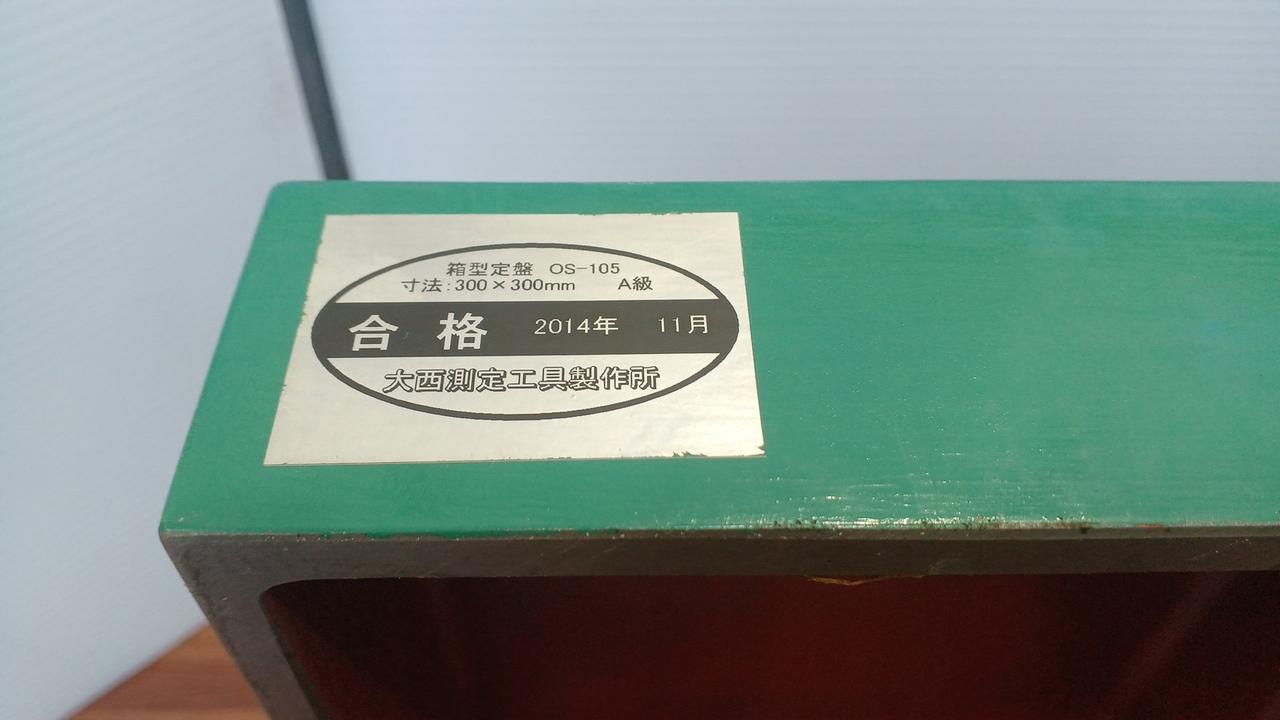 箱型定盤 OS-105
寸法:300×300mm A級
合格 2014年 11月
大西測定工具製作所